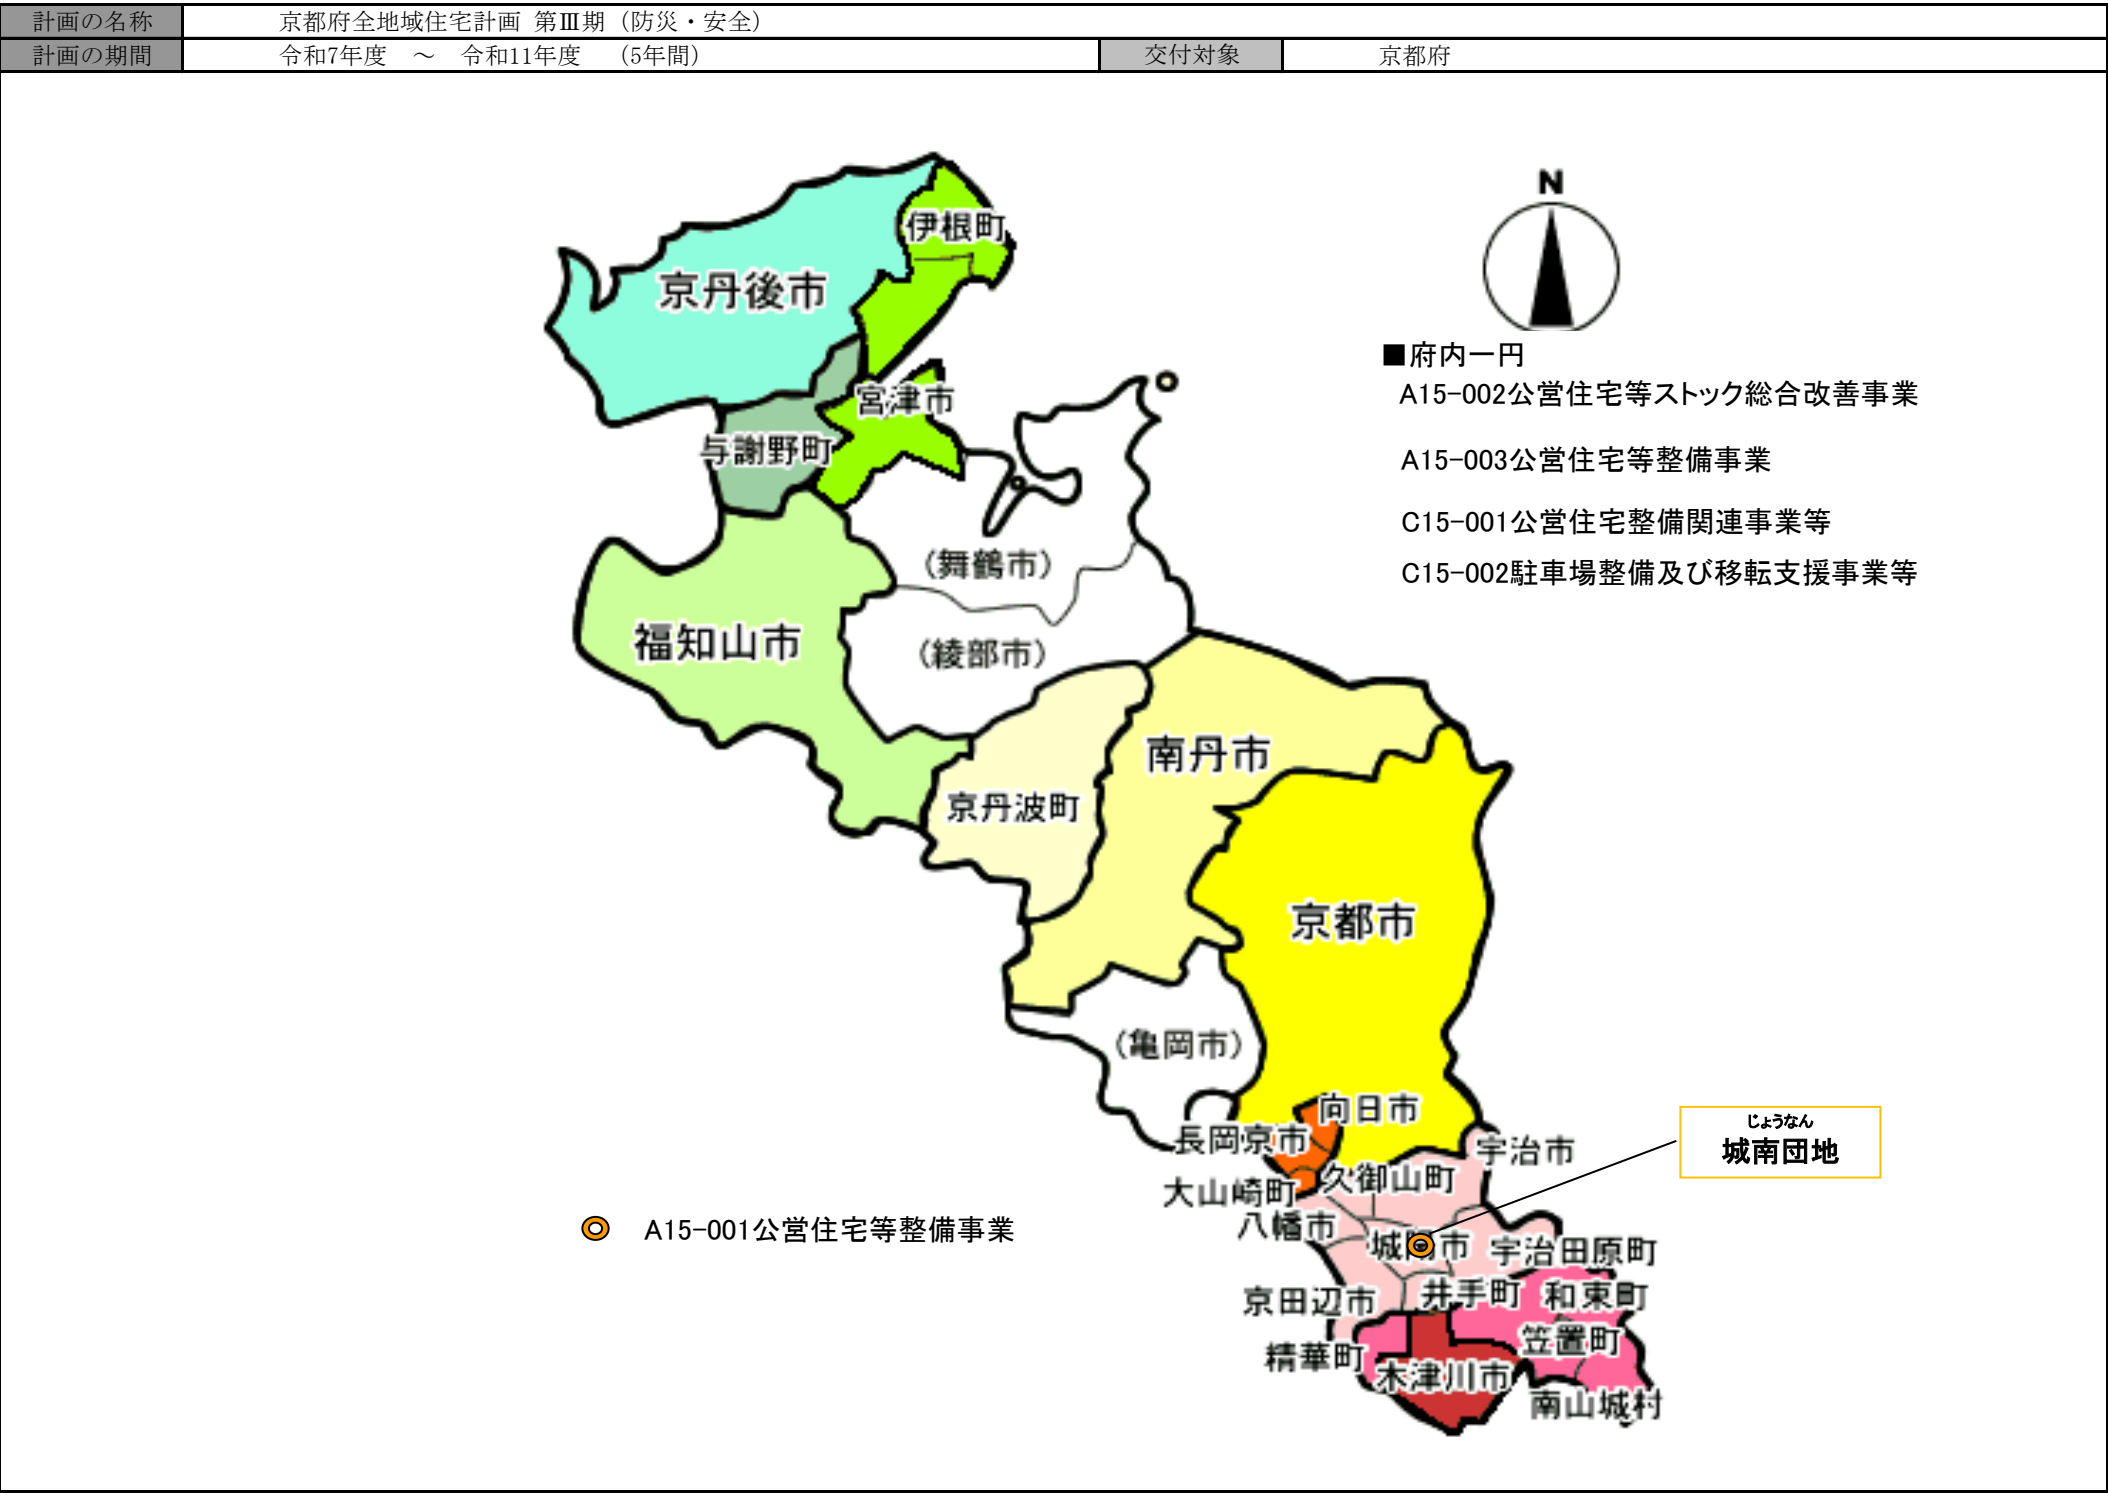 計画の名称 京都府全地域住宅計画 第Ⅲ期(防災・安全)
計画の期間 令和7年度 ～ 令和11年度 (5年間) 交付対象 京都府
N
伊根町
京丹後市
■府内一円
A15-002公営住宅等ストック総合改善事業
宮津市
与謝野町
A15-003公営住宅等整備事業
C15-001公営住宅整備関連事業等
(舞鶴市)
C15-002駐車場整備及び移転支援事業等
福知山市
(綾部市)
南丹市
京丹波町
京都市
(亀岡市)
向日市
じょうなん
城南団地
長岡京市
宇治市
久御山町
大山崎町
八幡市
A15-001公営住宅等整備事業
城陽市
宇治田原町
京田辺市
井手町
和束町
笠置町
精華町
木津川市
南山城村